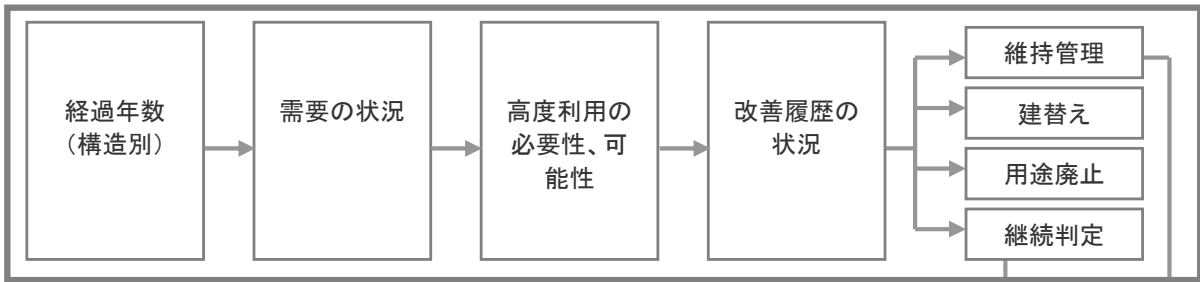 経過年数
（構造別）
需要の状況
高度利用の
必要性、可
能性
改善履歴の
状況
維持管理
建替え
用途廃止
継続判定